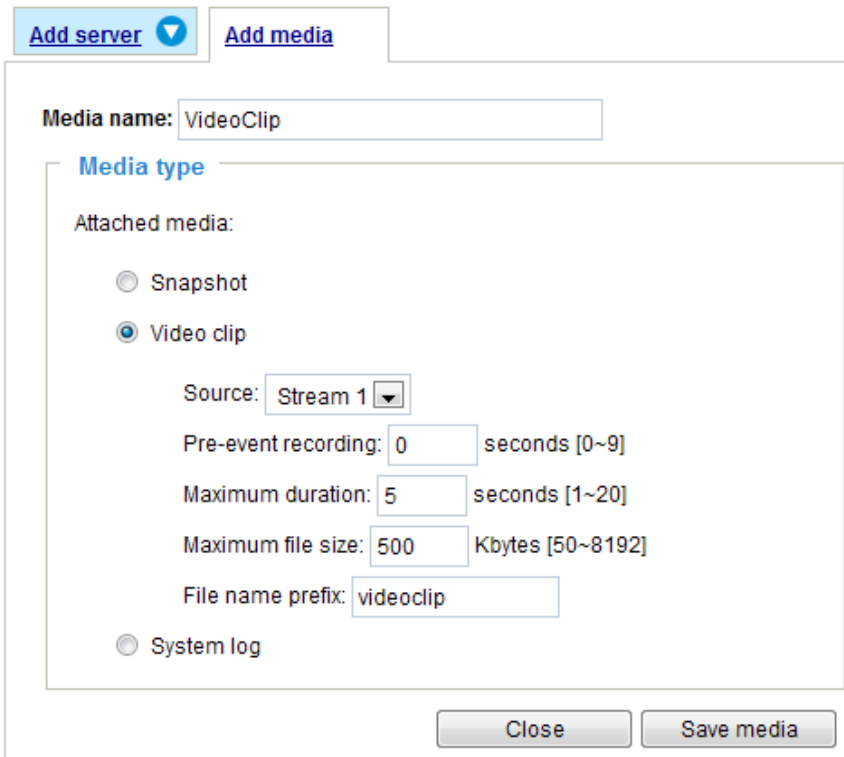 Add server Add media
Media name: VideoClip
Media type
Attached media:
Snapshot
Video clip
Source: Stream 1
Pre-event recording: 0 seconds [0~9]
Maximum duration: 5 seconds [1~20]
Maximum file size: 500 Kbytes [50~8192]
File name prefix: videoclip
System log
Close Save media